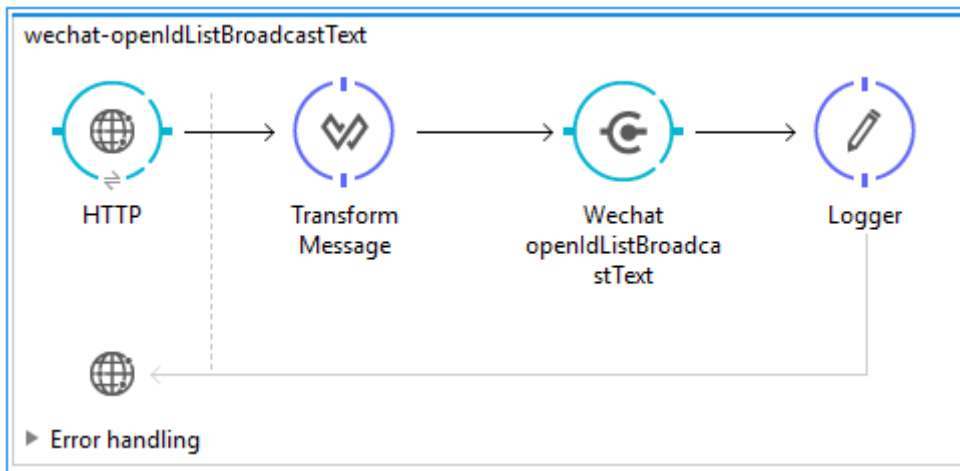 wechat-openIdListBroadcastText
HTTP
Transform
Message
Wechat
openIdListBroadca
stText
Logger
Error handling